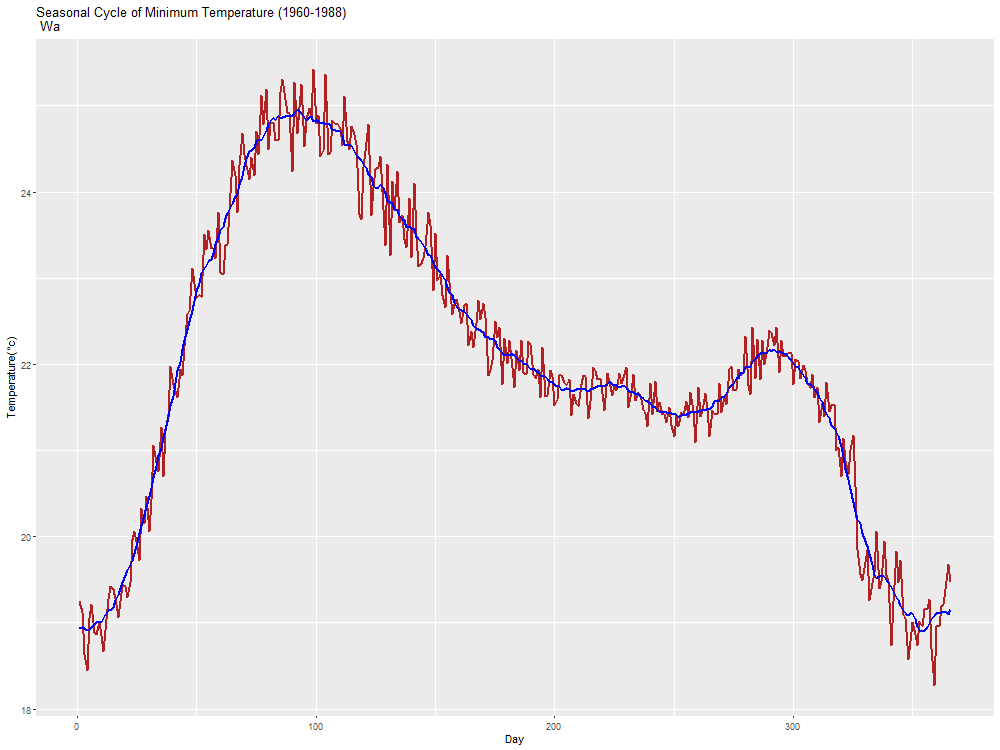 Seasonal Cycle of Minimum Temperature (1960-1988)
Wa
Temperature(°c)
24
22
20
18
0 100 200 300
Day